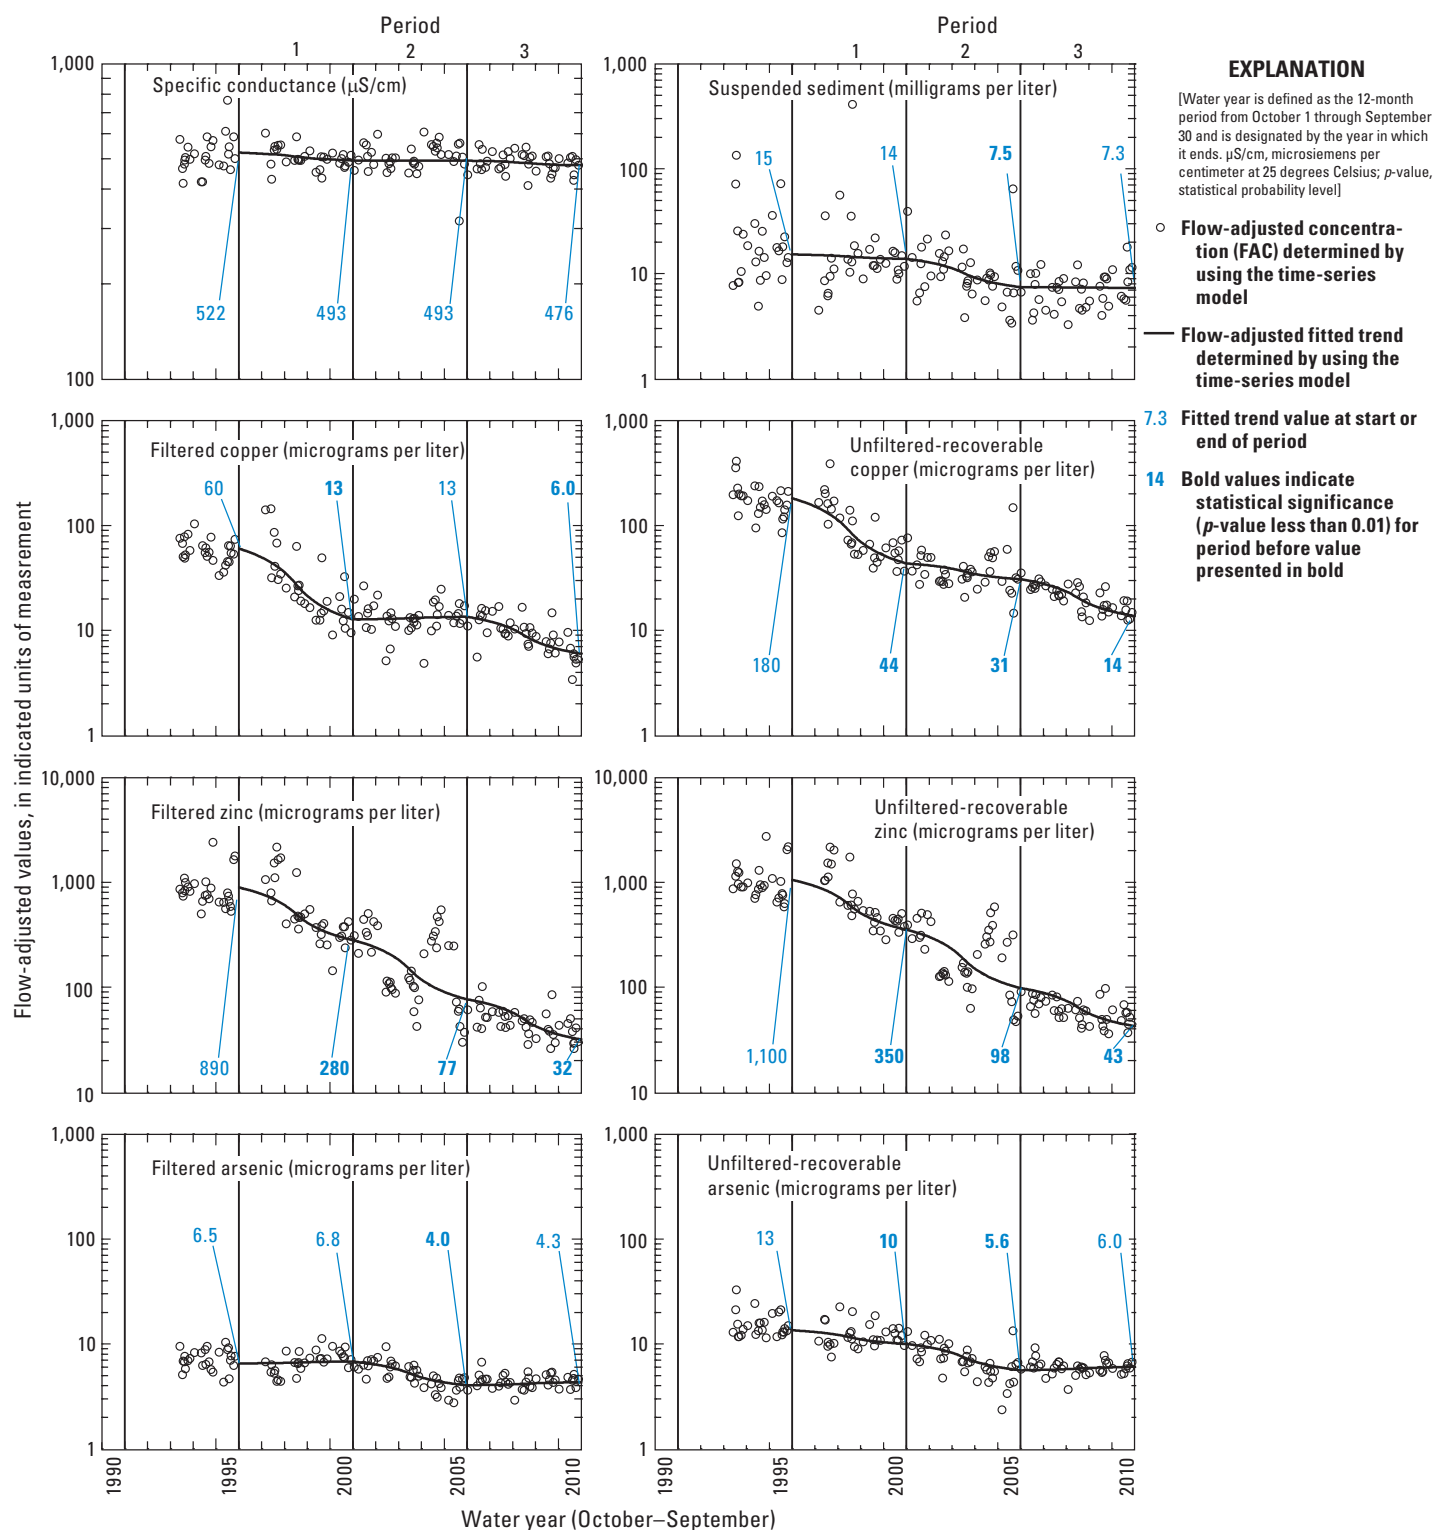 Period
1
2
3
Period
1
2
3
1,000
100
Specific conductance (µS/cm)
522
493
493
476
1,000
100
10
1
Suspended sediment (milligrams per liter)
15
14
7.5
7.3
EXPLANATION
[Water year is defined as the 12-month
period from October 1 through September
30 and is designated by the year in which
it ends. µS/cm, microsiemens per
centimeter at 25 degrees Celsius; p-value,
statistical probability level]
Flow-adjusted concentra-
tion (FAC) determined by
using the time-series
model
Flow-adjusted fitted trend
determined by using the
time-series model
7.3 Fitted trend value at start or
end of period
14 Bold values indicate
statistical significance
(p-value less than 0.01) for
period before value
presented in bold
Flow-adjusted values, in indicated units of measrement
1,000
100
10
1
Filtered copper (micrograms per liter)
60
13
13
6.0
1,000
100
10
1
Unfiltered-recoverable
copper (micrograms per liter)
180
44
31
14
10,000
1,000
100
10
Filtered zinc (micrograms per liter)
890
280
77
32
10,000
1,000
100
10
Unfiltered-recoverable
zinc (micrograms per liter)
1,100
350
98
43
1,000
100
10
1
Filtered arsenic (micrograms per liter)
6.5
6.8
4.0
4.3
1,000
100
10
1
Unfiltered-recoverable
arsenic (micrograms per liter)
13
10
5.6
6.0
1990
1995
2000
2005
2010
1990
1995
2000
2005
2010
Water year (October–September)